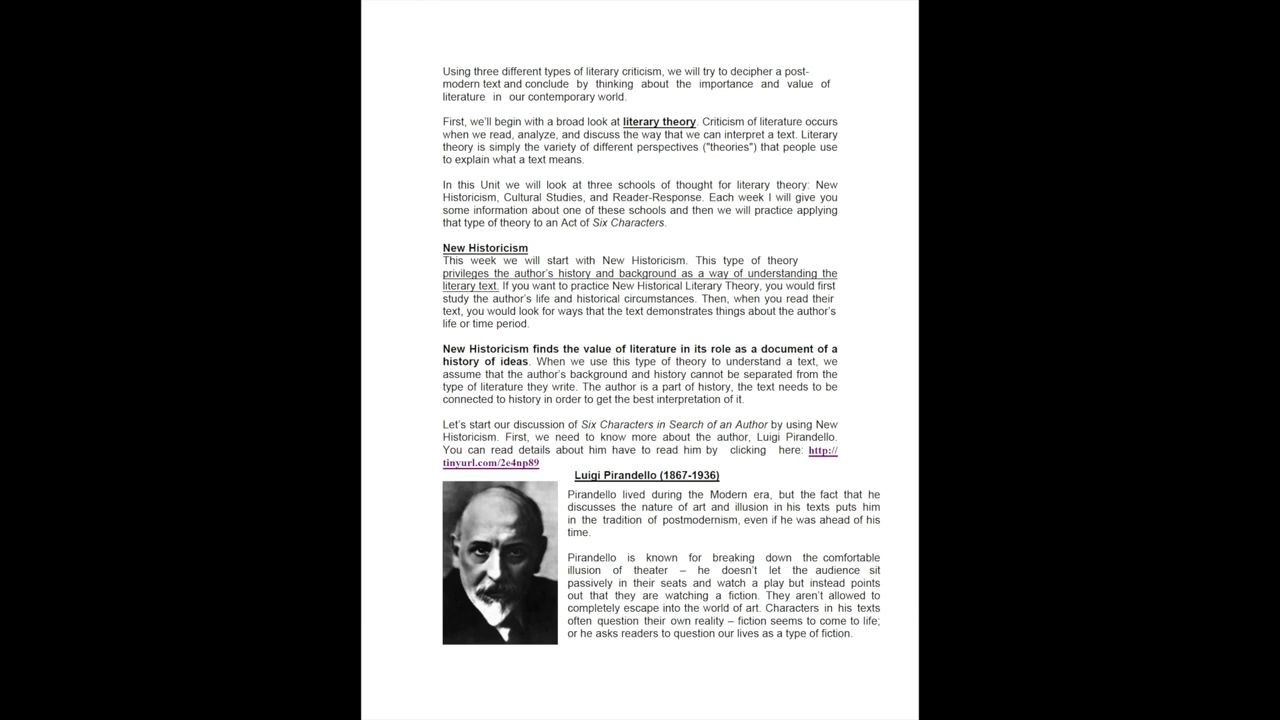 Using three different types of literary criticism, we will try to decipher a post-
modern text and conclude by thinking about the importance and value of
literature in our contemporary world.
First, we'll begin with a broad look at literary theory. Criticism of literature occurs
when we read, analyze, and discuss the way that we can interpret a text. Literary
theory is simply the variety of different perspectives ("theories") that people use
to explain what a text means.
In this Unit we will look at three schools of thought for literary theory: New
Historicism, Cultural Studies, and Reader-Response. Each week I will give you
some information about one of these schools and then we will practice applying
that type of theory to an Act of Six Characters.
New Historicism
This week we will start with New Historicism. This type of theory
privileges the author's history and background as a way of understanding the
literary text. If you want to practice New Historical Literary Theory, you would first
study the author's life and historical circumstances. Then, when you read their
text, you would look for ways that the text demonstrates things about the author's
life or time period.
New Historicism finds the value of literature in its role as a document of a
history of ideas. When we use this type of theory to understand a text, we
assume that the author's background and history cannot be separated from the
type of literature they write. The author is a part of history, the text needs to be
connected to history in order to get the best interpretation of it.
Let's start our discussion of Six Characters in Search of an Author by using New
Historicism. First, we need to know more about the author, Luigi Pirandello.
You can read details about him have to read him by clicking here: http://
tinyurl.com/2e4np89
Luigi Pirandello (1867-1936)
Pirandello lived during the Modern era, but the fact that he
discusses the nature of art and illusion in his texts puts him
in the tradition of postmodernism, even if he was ahead of his
time.
Pirandello is known for breaking down the comfortable
illusion of theater – he doesn't let the audience sit
passively in their seats and watch a play but instead points
out that they are watching a fiction. They aren't allowed to
completely escape into the world of art. Characters in his texts
often question their own reality – fiction seems to come to life;
or he asks readers to question our lives as a type of fiction.